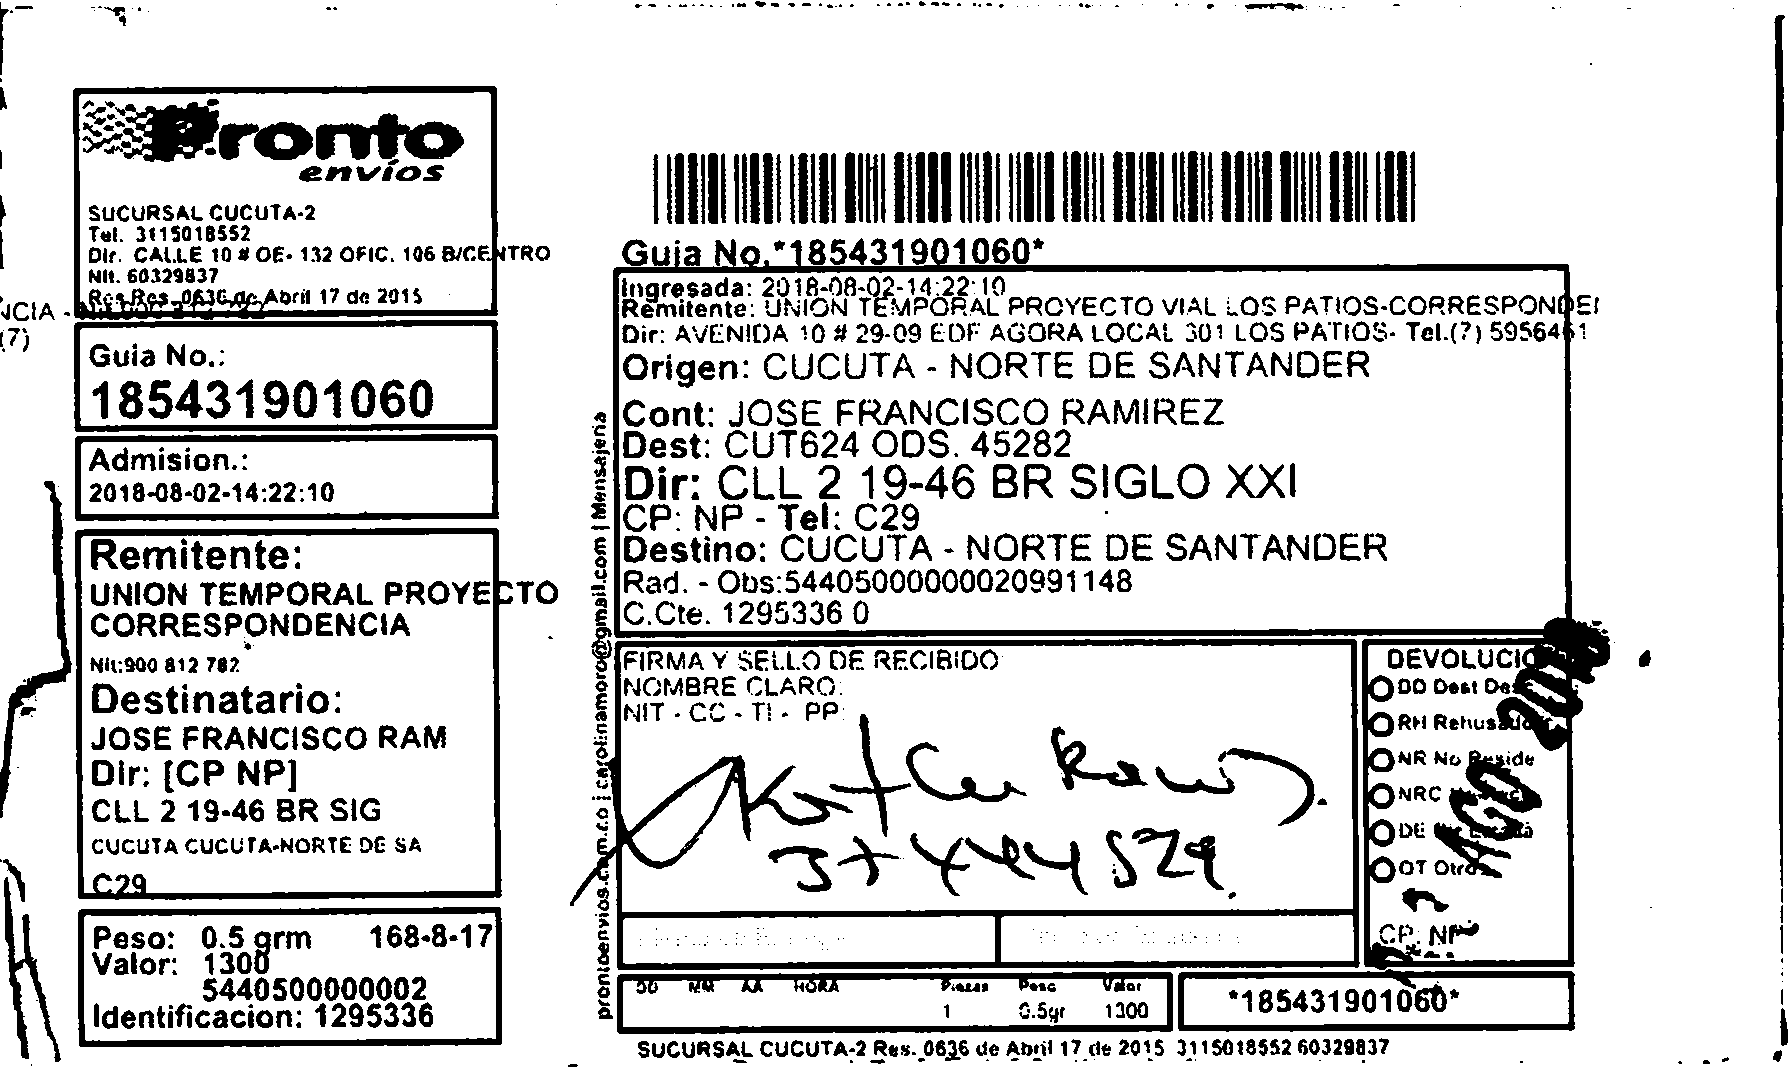 Pronto
envíos
SUCURSAL CUCUTA-2
Tel. 3115018552
Dir. CALLE 10 # OE- 132 OFIC. 106 B/CENTRO
Nit. 60329837
Res.Res. 0636 de Abril 17 de 2015
NCIA -
(7)
Guia No.:
185431901060
Admision.:
2018-08-02-14:22:10
Remitente:
UNION TEMPORAL PROYECTO
CORRESPONDENCIA
Nit:900 812 782
Destinatario:
JOSE FRANCISCO RAM
Dir: [CP NP]
CLL 2 19-46 BR SIG
CUCUTA CUCUTA-NORTE DE SA
C29
Peso: 0.5 grm 168-8-17
Valor: 1300
5440500000002
Identificacion: 1295336
prontoenvios.com.co | carolinamoro@gmail.com | Mensajeria
Guia No.*185431901060*
Ingresada: 2018-08-02-14:22:10
Remitente: UNION TEMPORAL PROYECTO VIAL LOS PATIOS-CORRESPONDEI
Dir: AVENIDA 10 # 29-09 EDF AGORA LOCAL 301 LOS PATIOS- Tel.(7) 5956461
Origen: CUCUTA - NORTE DE SANTANDER
Cont: JOSE FRANCISCO RAMIREZ
Dest: CUT624 ODS. 45282
Dir: CLL 2 19-46 BR SIGLO XXI
CP: NP - Tel: C29
Destino: CUCUTA - NORTE DE SANTANDER
Rad. - Obs:54405000000020991148
C.Cte. 1295336 0
FIRMA Y SELLO DE RECIBIDO
NOMBRE CLARO:
NIT - CC - TI - PP:
DEVOLUCIO
DD Dest Desc
RH Rehusado
NR No Reside
NRC
DE
OT Otros
AGO 2018
CP: NP
DD MM AA HORA Piezas Peso Valor
1 0.5gr 1300
*185431901060*
SUCURSAL CUCUTA-2 Res. 0636 de Abril 17 de 2015 3115018552 60329837